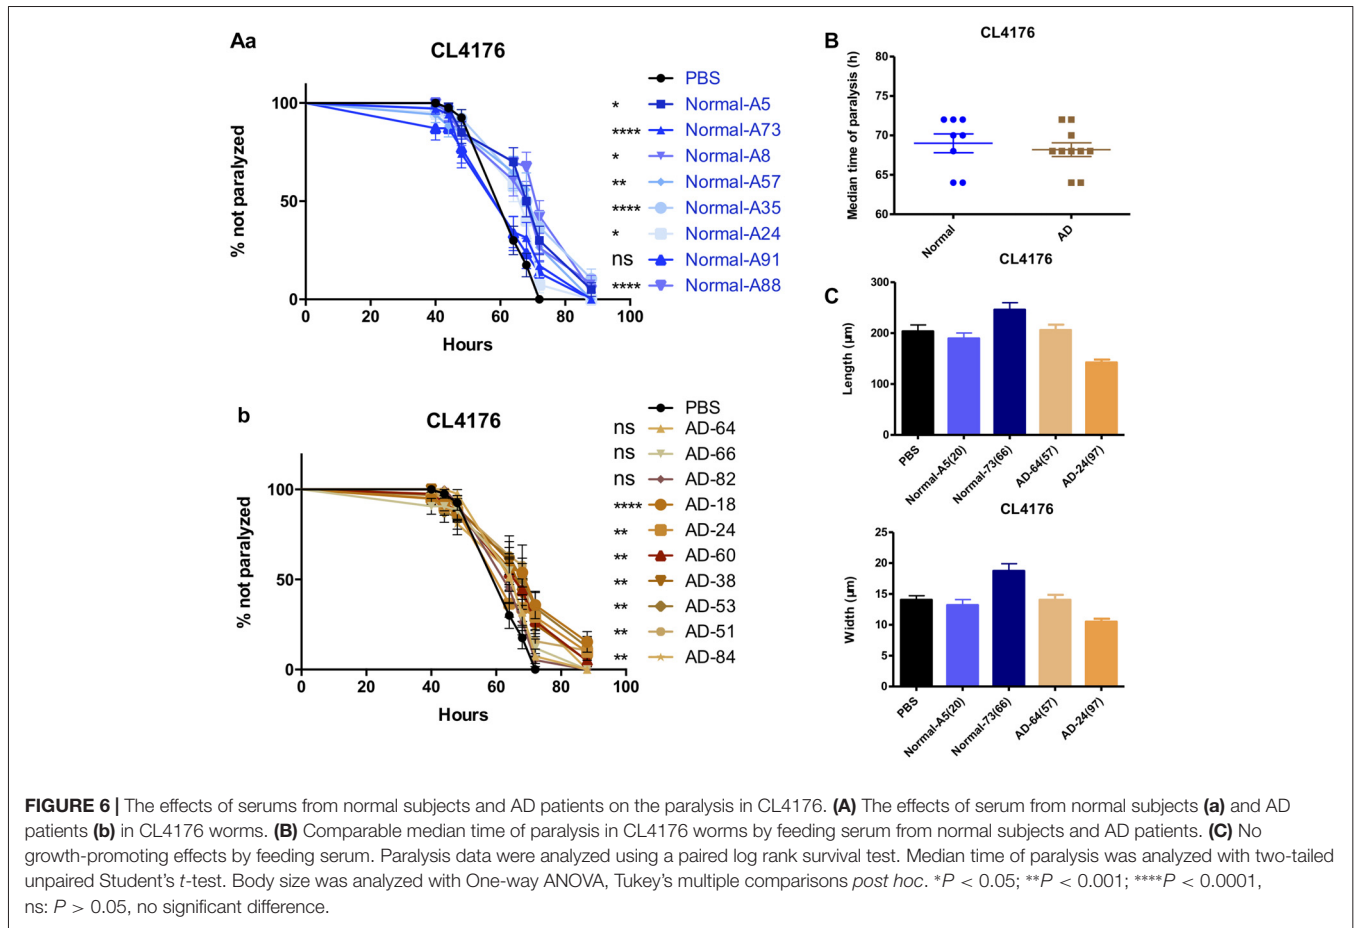 Aa
CL4176
PBS
* Normal-A5
**** Normal-A73
* Normal-A8
** Normal-A57
**** Normal-A35
* Normal-A24
ns Normal-A91
**** Normal-A88
% not paralyzed
100
50
0
0 20 40 60 80 100
Hours
b
CL4176
PBS
ns AD-64
ns AD-66
ns AD-82
**** AD-18
** AD-24
** AD-60
** AD-38
** AD-53
** AD-51
** AD-84
% not paralyzed
100
50
0
0 20 40 60 80 100
Hours
B
CL4176
Median time of paralysis (h)
80
75
70
65
60
Normal AD
C
CL4176
Length (μm)
300
200
100
0
PBS Normal-A5(20) Normal-73(66) AD-64(57) AD-24(97)
CL4176
Width (μm)
25
20
15
10
5
0
PBS Normal-A5(20) Normal-73(66) AD-64(57) AD-24(97)
FIGURE 6 | The effects of serums from normal subjects and AD patients on the paralysis in CL4176. (A) The effects of serum from normal subjects (a) and AD
patients (b) in CL4176 worms. (B) Comparable median time of paralysis in CL4176 worms by feeding serum from normal subjects and AD patients. (C) No
growth-promoting effects by feeding serum. Paralysis data were analyzed using a paired log rank survival test. Median time of paralysis was analyzed with two-tailed
unpaired Student's t-test. Body size was analyzed with One-way ANOVA, Tukey's multiple comparisons post hoc. *P < 0.05; **P < 0.001; ****P < 0.0001,
ns: P > 0.05, no significant difference.